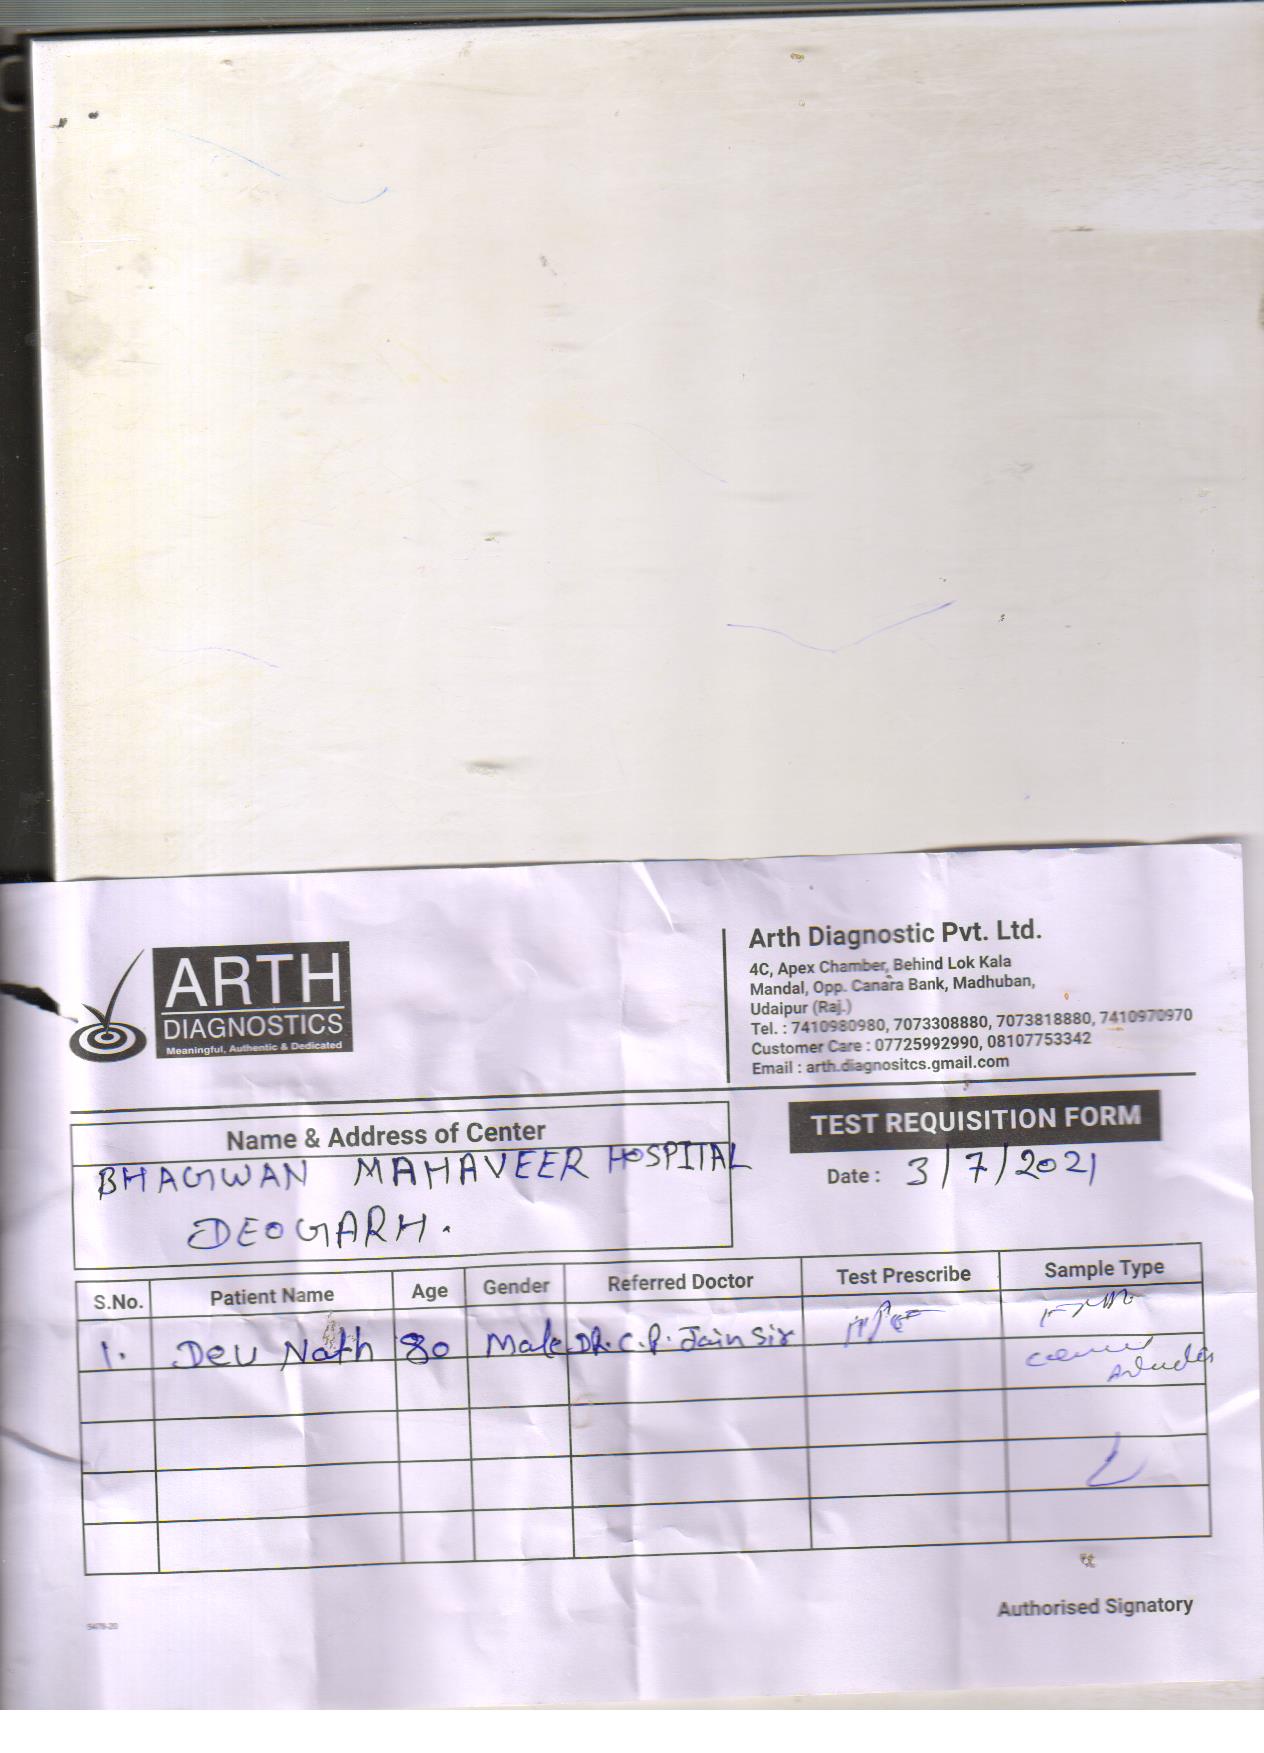 ARTH
DIAGNOSTICS
Meaningful, Authentic & Dedicated
Arth Diagnostic Pvt. Ltd.
4C, Apex Chamber, Behind Lok Kala
Mandal, Opp. Canara Bank, Madhuban,
Udaipur (Raj.)
Tel. : 7410980980, 7073308880, 7073818880, 7410970970
Customer Care : 07725992990, 08107753342
Email : arth.diagnositcs.gmail.com
Name & Address of Center
BHAGWAN MAHAVEER HOSPITAL
DEOGARH.
TEST REQUISITION FORM
Date : 3/7/2021
S.No. Patient Name Age Gender Referred Doctor Test Prescribe Sample Type
1. Dev Nath 80 Male DR. C.P. Jain Sir
Authorised Signatory
5478-20